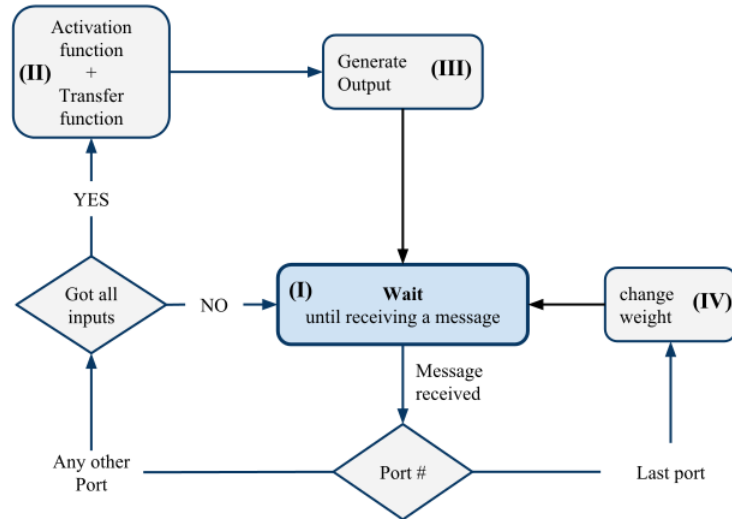 Activation
function
(II) +
Transfer
function
Generate
Output
(III)
YES
Got all
inputs
NO
(I) Wait
until receiving a message
change
weight
(IV)
Message
received
Any other
Port
Port #
Last port